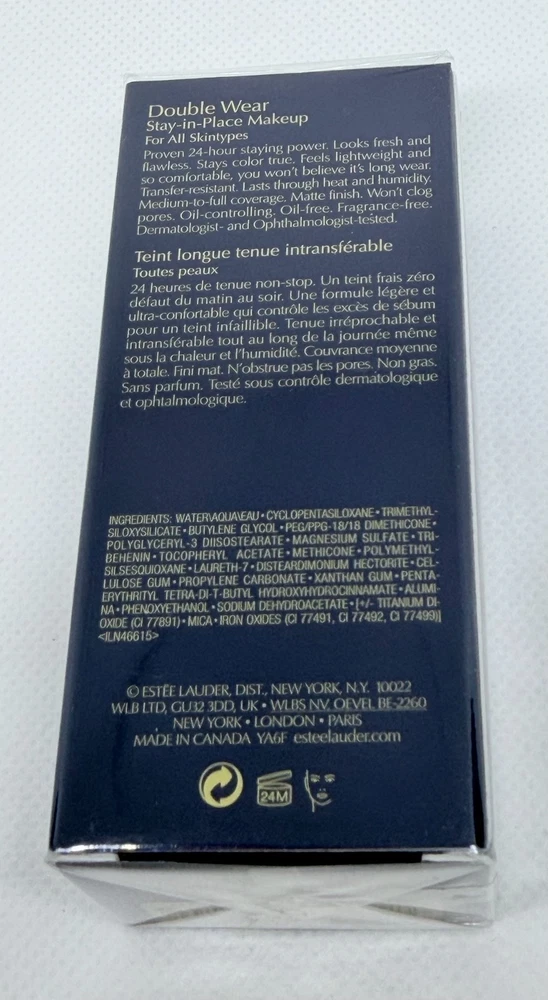 Double Wear
Stay-in-Place Makeup
For All Skintypes
Proven 24-hour staying power. Looks fresh and
flawless. Stays color true. Feels lightweight and
so comfortable, you won't believe it's long wear.
Transfer-resistant. Lasts through heat and humidity.
Medium-to-full coverage. Matte finish. Won't clog
pores. Oil-controlling. Oil-free. Fragrance-free.
Dermatologist- and Ophthalmologist-tested.
Teint longue tenue intransférable
Toutes peaux
24 heures de tenue non-stop. Un teint frais zéro
défaut du matin au soir. Une formule légère et
ultra-confortable qui contrôle les excès de sébum
pour un teint infaillible. Tenue irréprochable et
intransférable tout au long de la journée même
sous la chaleur et l'humidité. Couvrance moyenne
à totale. Fini mat. N'obstrue pas les pores. Non gras.
Sans parfum. Testé sous contrôle dermatologique
et ophtalmologique.
INGREDIENTS: WATER\AQUA\EAU • CYCLOPENTASILOXANE • TRIMETHYL-
SILOXYSILICATE • BUTYLENE GLYCOL • PEG/PPG-18/18 DIMETHICONE •
POLYGLYCERYL-3 DIISOSTEARATE • MAGNESIUM SULFATE • TRI-
BEHENIN • TOCOPHERYL ACETATE • METHICONE • POLYMETHYL-
SILSESQUIOXANE • LAURETH-7 • DISTEARDIMONIUM HECTORITE • CEL-
LULOSE GUM • PROPYLENE CARBONATE • XANTHAN GUM • PENTA-
ERYTHRITYL TETRA-DI-T-BUTYL HYDROXYHYDROCINNAMATE • ALUMI-
NA • PHENOXYETHANOL • SODIUM DEHYDROACETATE • [+/- TITANIUM DI-
OXIDE (CI 77891) • MICA • IRON OXIDES (CI 77491, CI 77492, CI 77499)]
<ILN46615>
© ESTÉE LAUDER, DIST., NEW YORK, N.Y. 10022
WLB LTD, GU32 3DD, UK • WLBS NV, OEVEL BE-2260
NEW YORK • LONDON • PARIS
MADE IN CANADA YA6F esteelauder.com
24M